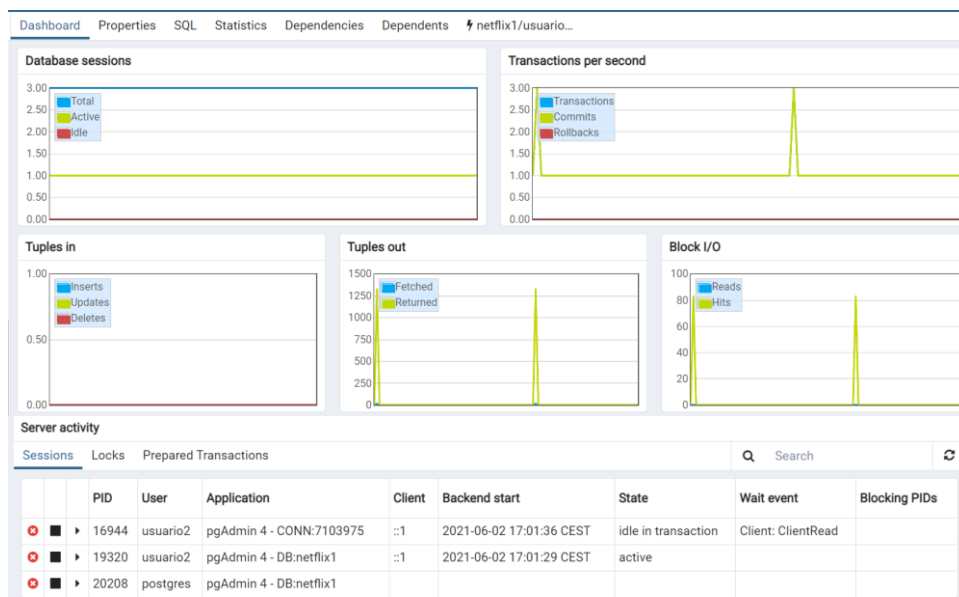 Dashboard Properties SQL Statistics Dependencies Dependents netflix1/usuario...
Database sessions
3.00
2.50
2.00
1.50
1.00
0.50
0.00
Total
Active
Idle
Transactions per second
3.00
2.50
2.00
1.50
1.00
0.50
0.00
Transactions
Commits
Rollbacks
Tuples in
1.00
0.50
0.00
Inserts
Updates
Deletes
Tuples out
1500
1250
1000
750
500
250
0
Fetched
Returned
Block I/O
100
80
60
40
20
0
Reads
Hits
Server activity
Sessions Locks Prepared Transactions Search
PID User Application Client Backend start State Wait event Blocking PIDs
16944 usuario2 pgAdmin 4 - CONN:7103975 ::1 2021-06-02 17:01:36 CEST idle in transaction Client: ClientRead
19320 usuario2 pgAdmin 4 - DB:netflix1 ::1 2021-06-02 17:01:29 CEST active
20208 postgres pgAdmin 4 - DB:netflix1